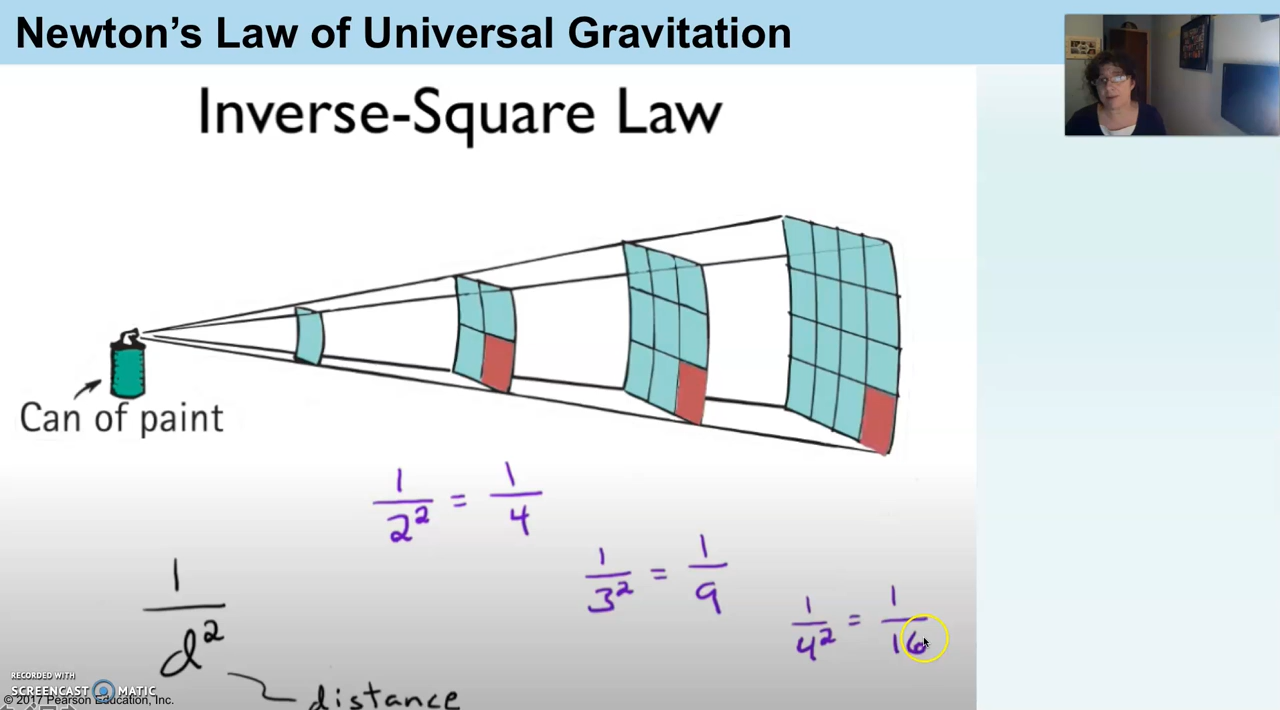 Newton's Law of Universal Gravitation
Inverse-Square Law
Can of paint
1/2² = 1/4
1/3² = 1/9
1/4² = 1/16
1/d²
distance
RECORDED WITH
SCREENCAST MATIC
© 2017 Pearson Education, Inc.